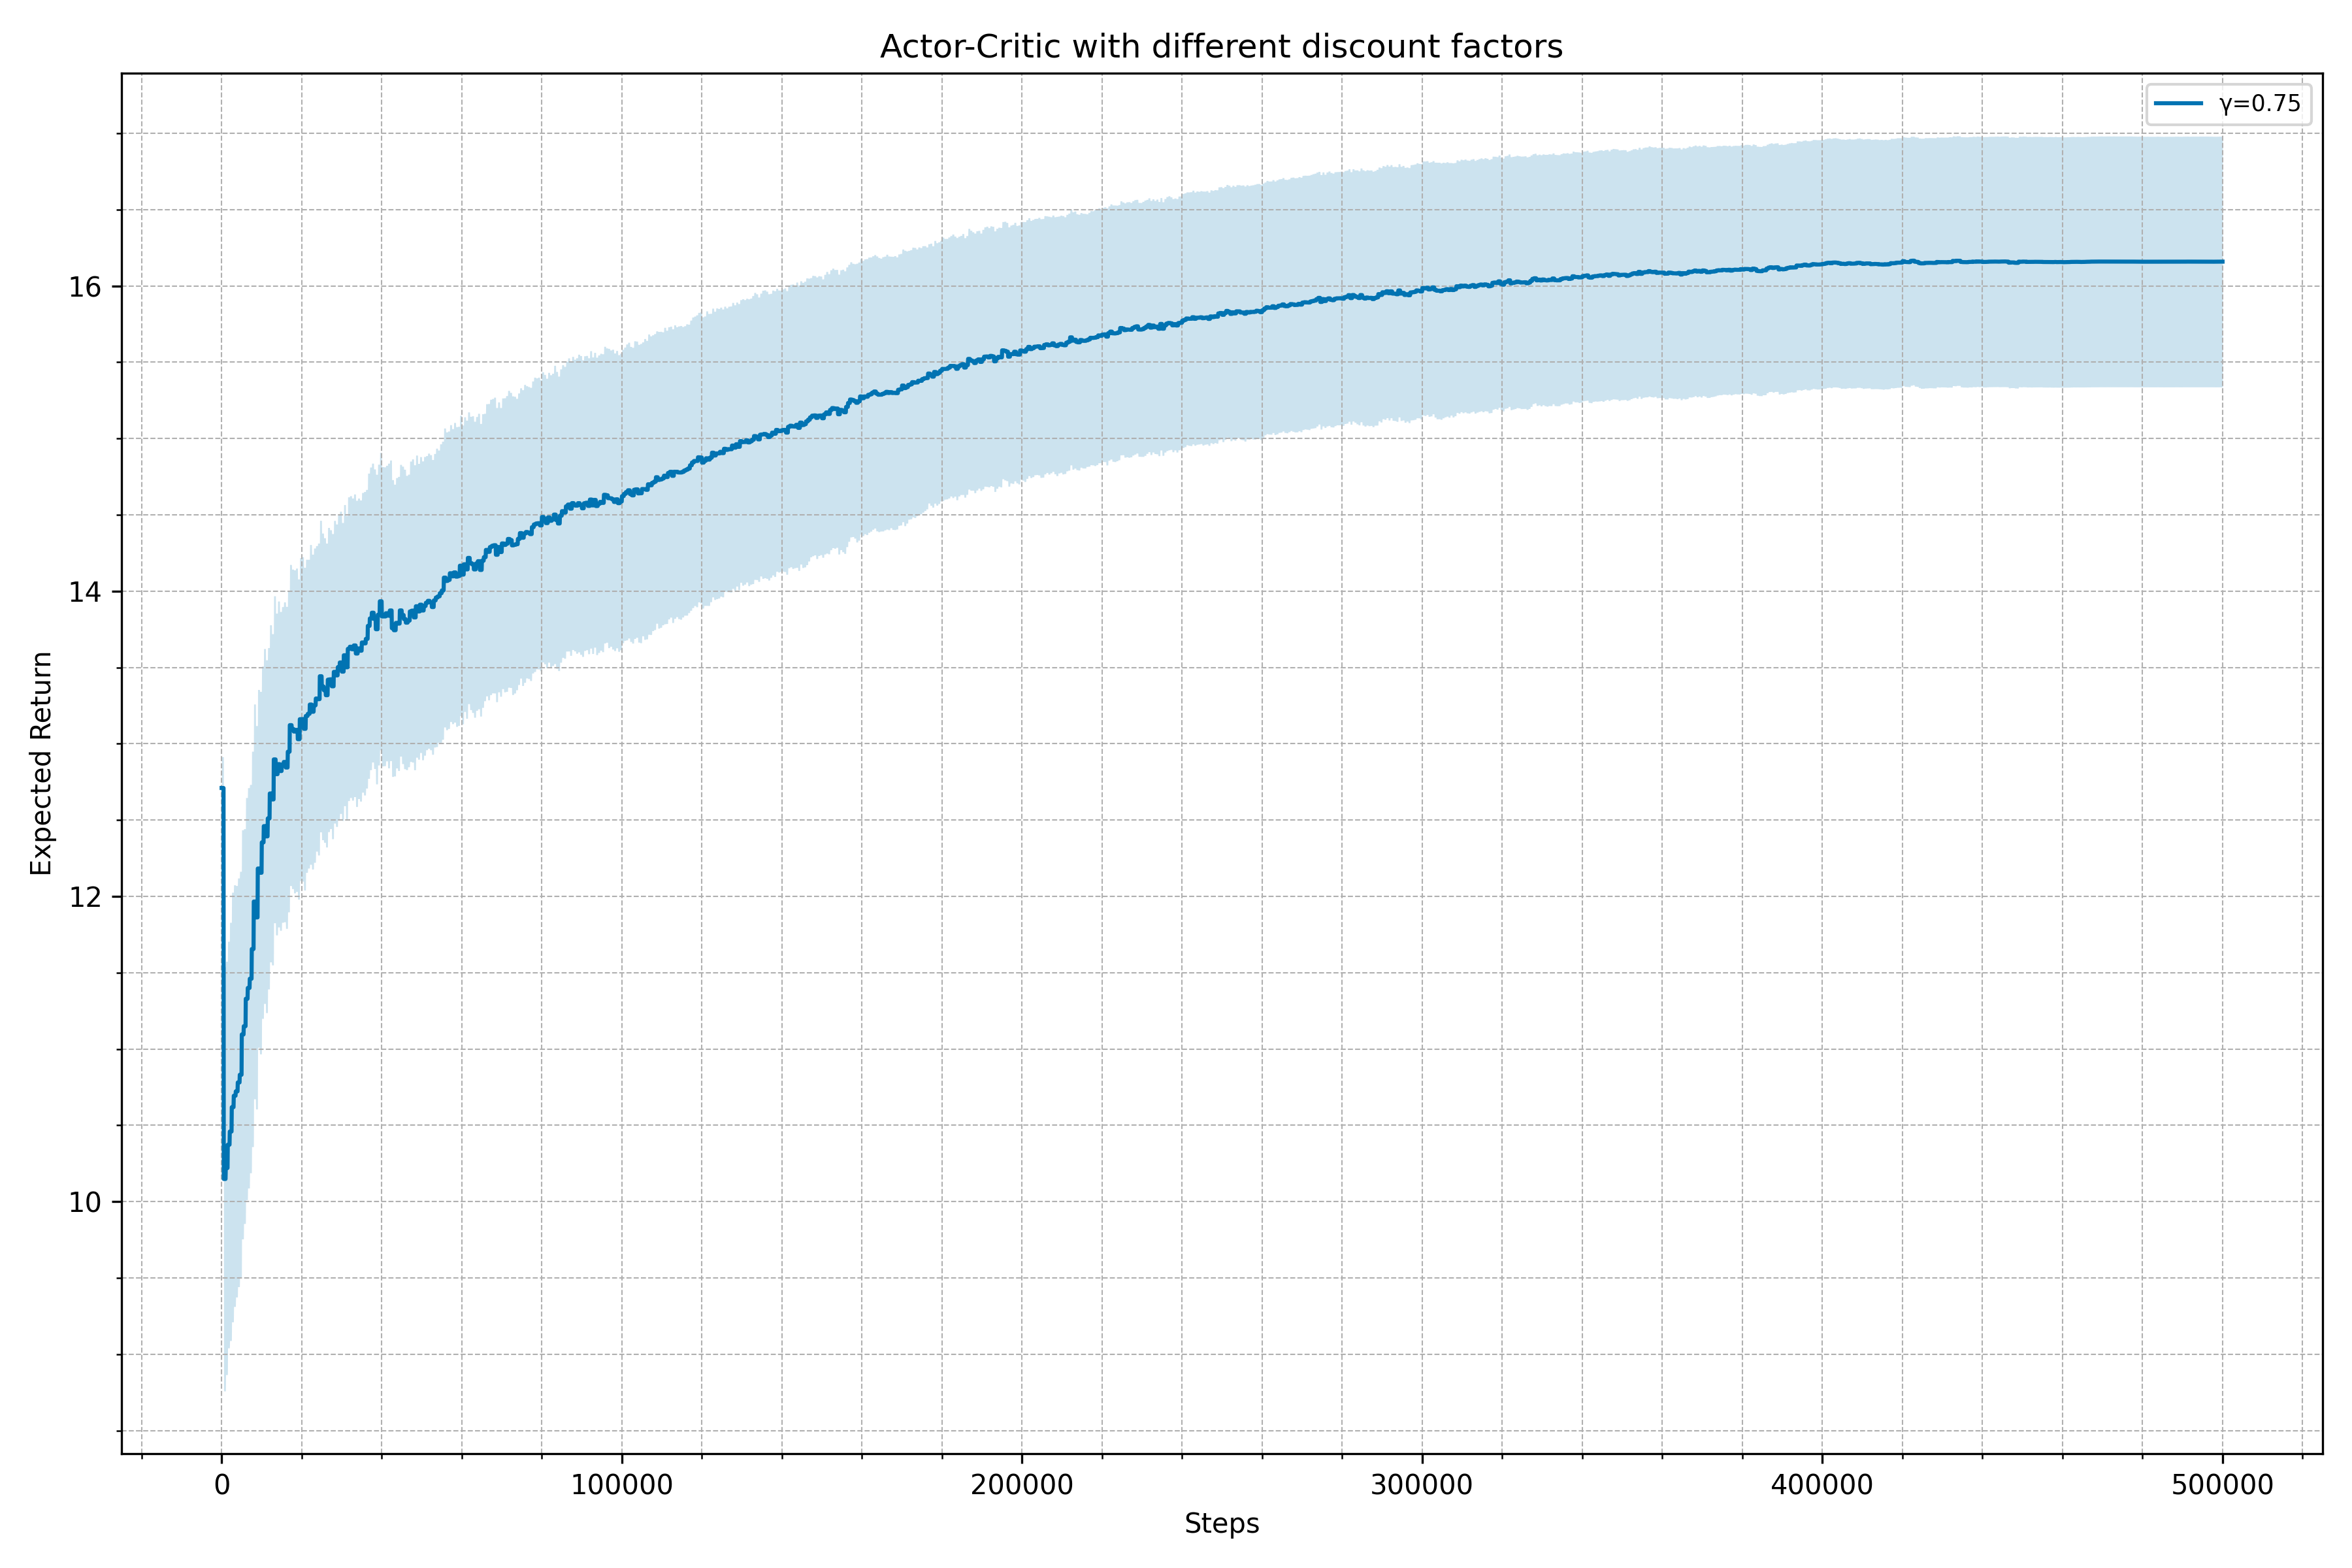 Actor-Critic with different discount factors
γ=0.75
Expected Return
16
14
12
10
0 100000 200000 300000 400000 500000
Steps